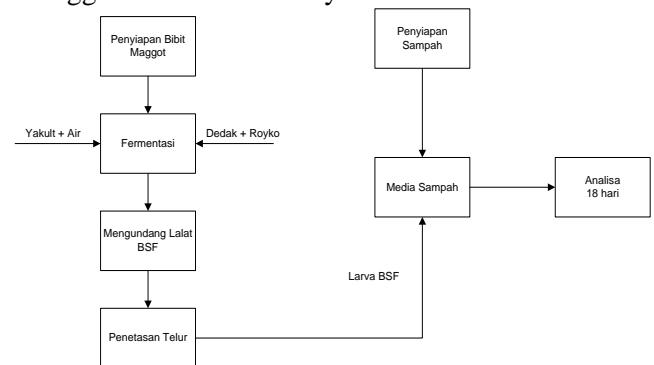 Penyiapan Bibit
Maggot
Yakult + Air
Fermentasi
Dedak + Royko
Mengundang Lalat
BSF
Penetasan Telur
Larva BSF
Penyiapan
Sampah
Media Sampah
Analisa
18 hari